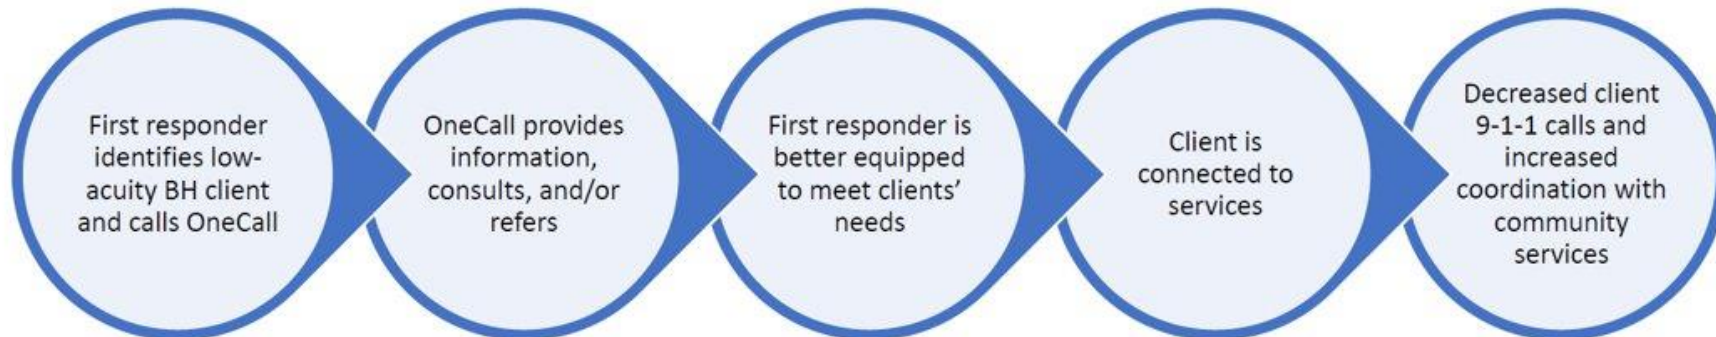 First responder
identifies low-
acuity BH client
and calls OneCall
OneCall provides
information,
consults, and/or
refers
First responder is
better equipped
to meet clients’
needs
Client is
connected to
services
Decreased client
9-1-1 calls and
increased
coordination with
community
services